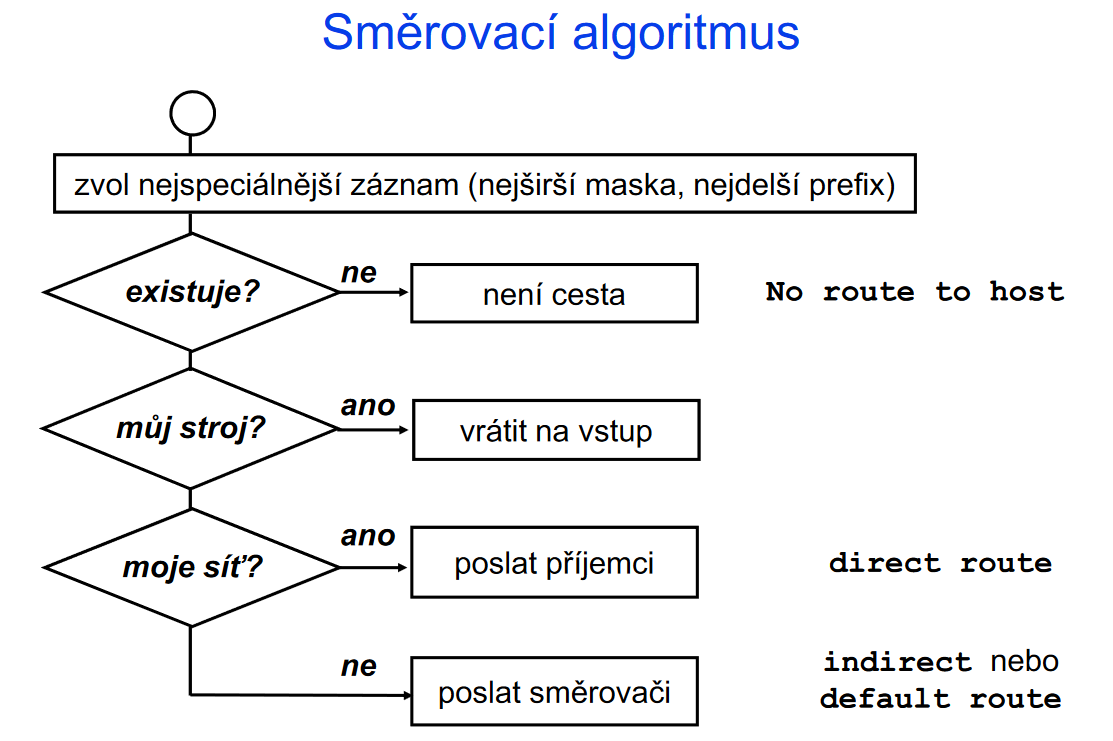 Směrovací algoritmus
zvol nejspeciálnější záznam (nejširší maska, nejdelší prefix)
existuje?
ne
není cesta
No route to host
můj stroj?
ano
vrátit na vstup
moje síť?
ano
poslat příjemci
direct route
ne
poslat směrovači
indirect nebo
default route